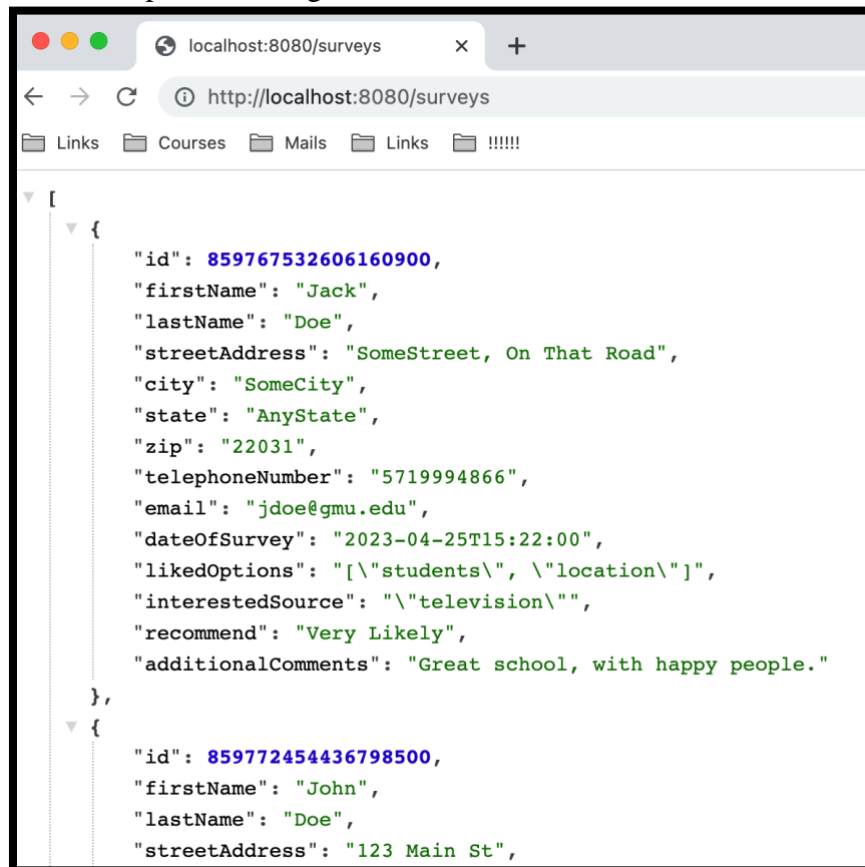 localhost:8080/surveys
http://localhost:8080/surveys
Links Courses Mails Links !!!!!!
[
{
"id": 859767532606160900,
"firstName": "Jack",
"lastName": "Doe",
"streetAddress": "SomeStreet, On That Road",
"city": "SomeCity",
"state": "AnyState",
"zip": "22031",
"telephoneNumber": "5719994866",
"email": "jdoe@gmu.edu",
"dateOfSurvey": "2023-04-25T15:22:00",
"likedOptions": "[\"students\", \"location\"]",
"interestedSource": "\"television\"",
"recommend": "Very Likely",
"additionalComments": "Great school, with happy people."
},
{
"id": 859772454436798500,
"firstName": "John",
"lastName": "Doe",
"streetAddress": "123 Main St",